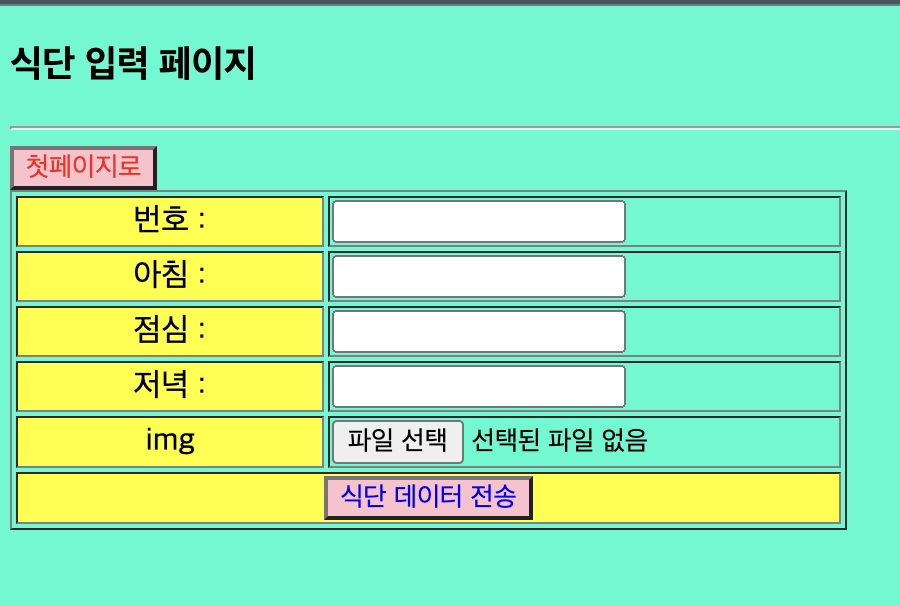 식단 입력 페이지
첫페이지로
번호 :
아침 :
점심 :
저녁 :
img 파일 선택 선택된 파일 없음
식단 데이터 전송